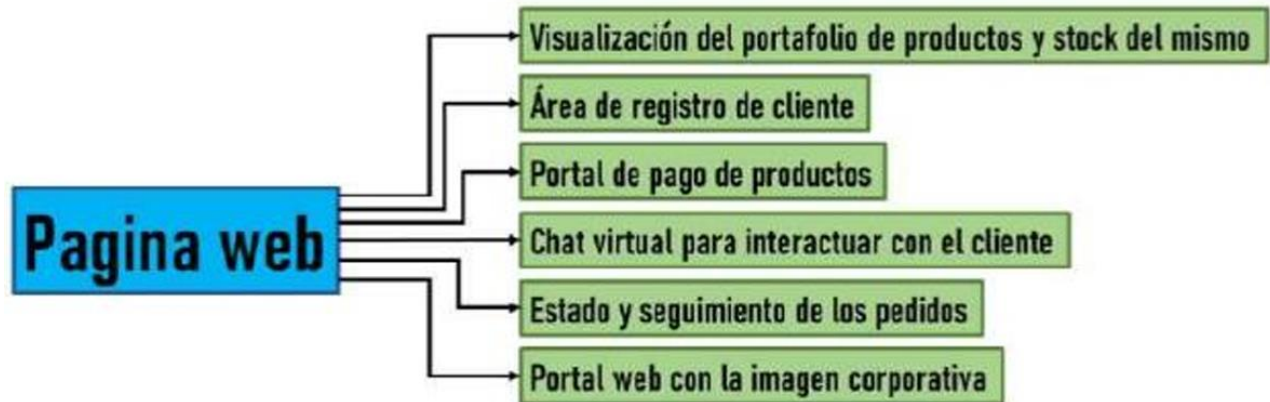 Visualización del portafolio de productos y stock del mismo
Área de registro de cliente
Portal de pago de productos
Pagina web
Chat virtual para interactuar con el cliente
Estado y seguimiento de los pedidos
Portal web con la imagen corporativa